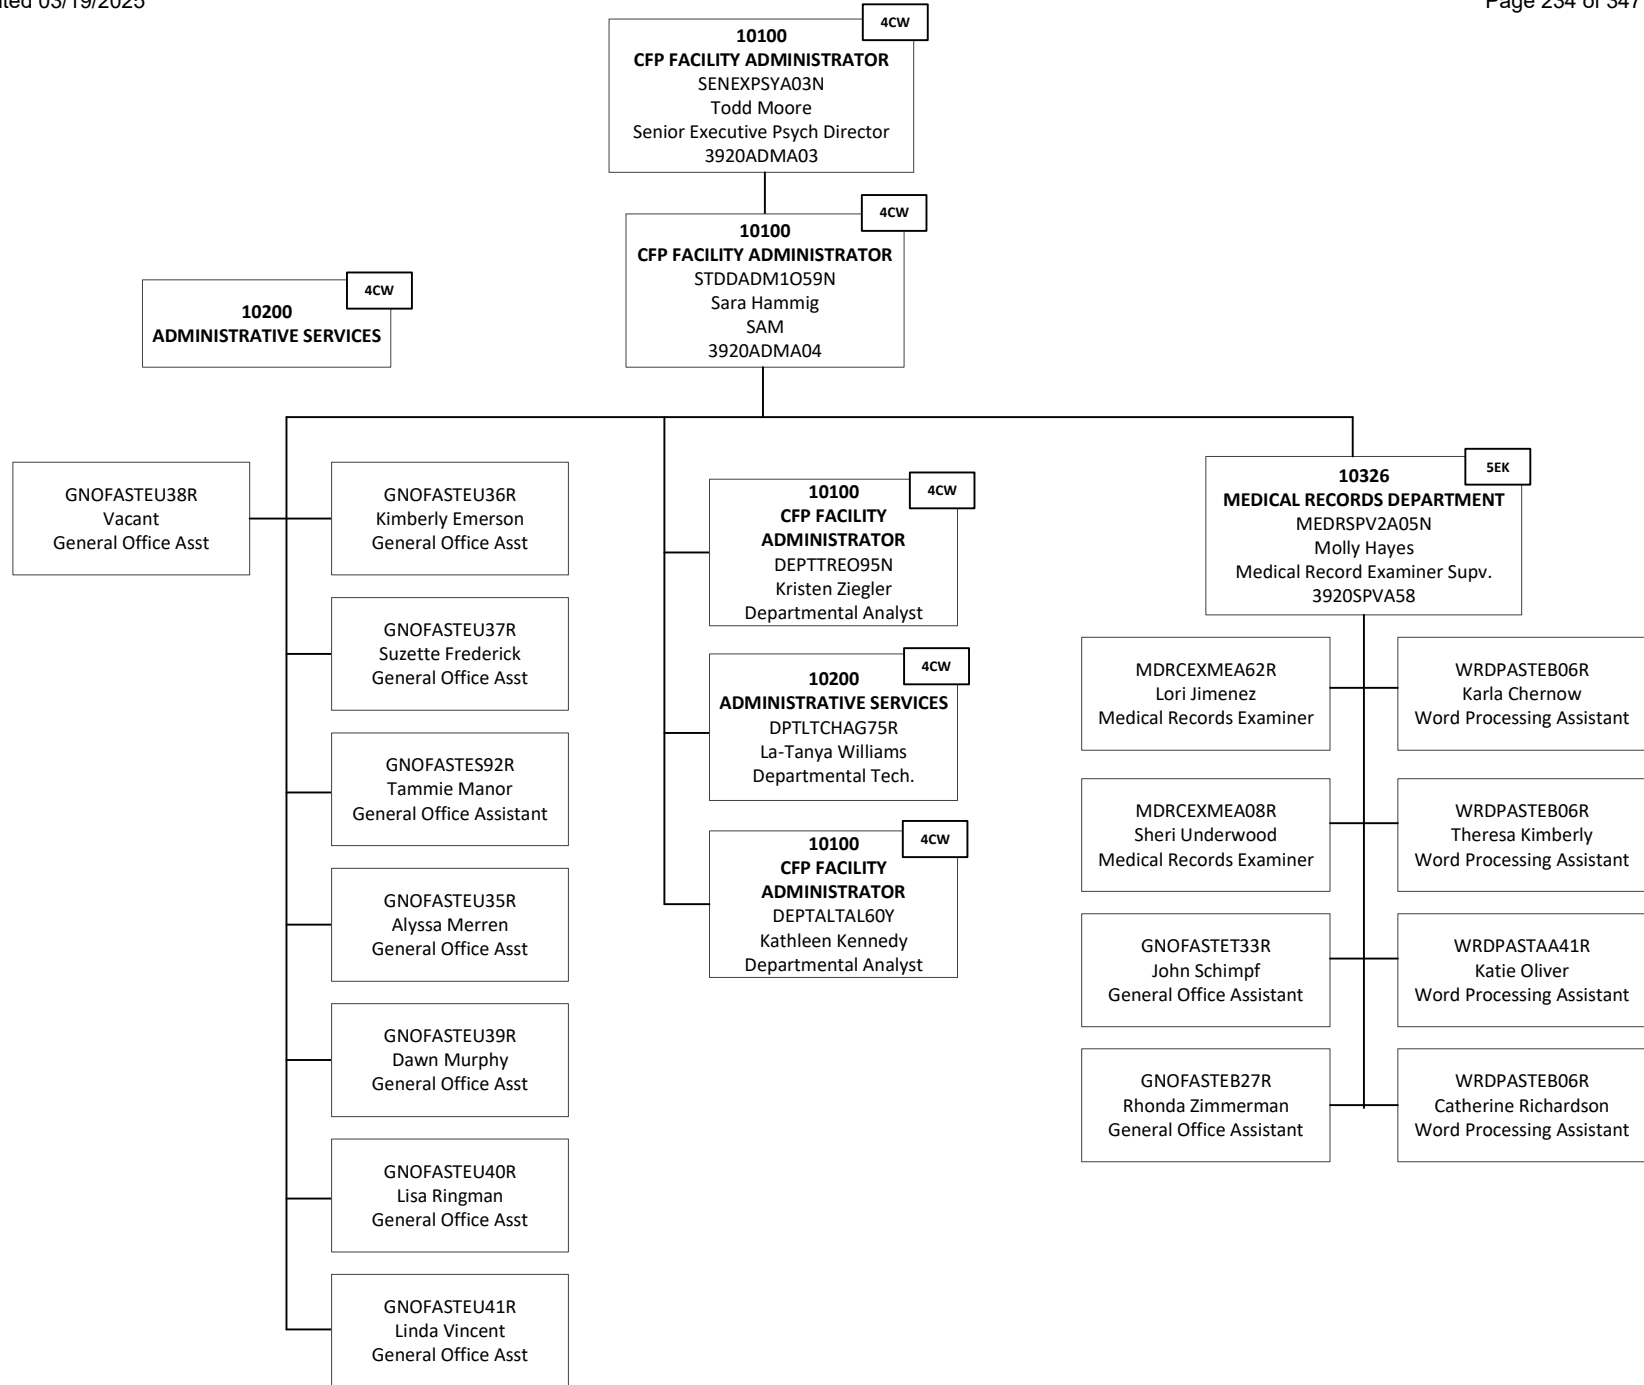 Page 234 of 347
4CW
10100
CFP FACILITY ADMINISTRATOR
SENEXPSYA03N
Todd Moore
Senior Executive Psych Director
3920ADMA03
4CW
10100
CFP FACILITY ADMINISTRATOR
STDDADM1O59N
Sara Hammig
SAM
3920ADMA04
4CW
10200
ADMINISTRATIVE SERVICES
GNOFASTEU38R
Vacant
General Office Asst
GNOFASTEU36R
Kimberly Emerson
General Office Asst
GNOFASTEU37R
Suzette Frederick
General Office Asst
GNOFASTES92R
Tammie Manor
General Office Assistant
GNOFASTEU35R
Alyssa Merren
General Office Asst
GNOFASTEU39R
Dawn Murphy
General Office Asst
GNOFASTEU40R
Lisa Ringman
General Office Asst
GNOFASTEU41R
Linda Vincent
General Office Asst
4CW
10100
CFP FACILITY
ADMINISTRATOR
DEPTTREO95N
Kristen Ziegler
Departmental Analyst
4CW
10200
ADMINISTRATIVE SERVICES
DPTLTCHAG75R
La-Tanya Williams
Departmental Tech.
4CW
10100
CFP FACILITY
ADMINISTRATOR
DEPTALTAL60Y
Kathleen Kennedy
Departmental Analyst
5EK
10326
MEDICAL RECORDS DEPARTMENT
MEDRSPV2A05N
Molly Hayes
Medical Record Examiner Supv.
3920SPVA58
MDRCEXMEA62R
Lori Jimenez
Medical Records Examiner
WRDPASTEB06R
Karla Chernow
Word Processing Assistant
MDRCEXMEA08R
Sheri Underwood
Medical Records Examiner
WRDPASTEB06R
Theresa Kimberly
Word Processing Assistant
GNOFASTET33R
John Schimpf
General Office Assistant
WRDPASTAA41R
Katie Oliver
Word Processing Assistant
GNOFASTEB27R
Rhonda Zimmerman
General Office Assistant
WRDPASTEB06R
Catherine Richardson
Word Processing Assistant